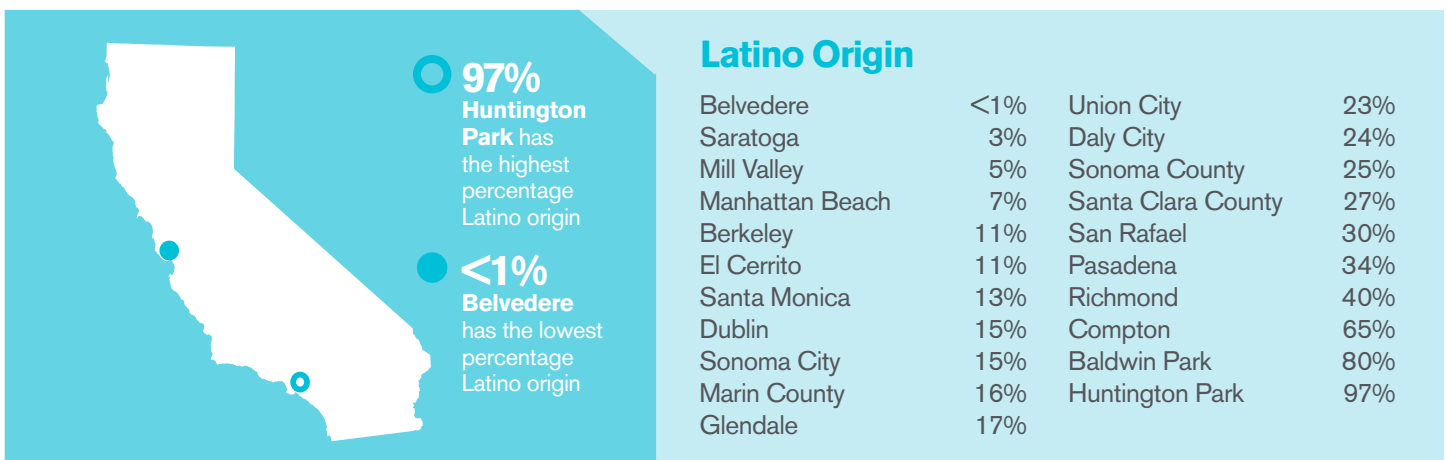 97%
Huntington
Park has
the highest
percentage
Latino origin
<1%
Belvedere
has the lowest
percentage
Latino origin
Latino Origin
Belvedere <1%
Saratoga 3%
Mill Valley 5%
Manhattan Beach 7%
Berkeley 11%
El Cerrito 11%
Santa Monica 13%
Dublin 15%
Sonoma City 15%
Marin County 16%
Glendale 17%
Union City 23%
Daly City 24%
Sonoma County 25%
Santa Clara County 27%
San Rafael 30%
Pasadena 34%
Richmond 40%
Compton 65%
Baldwin Park 80%
Huntington Park 97%